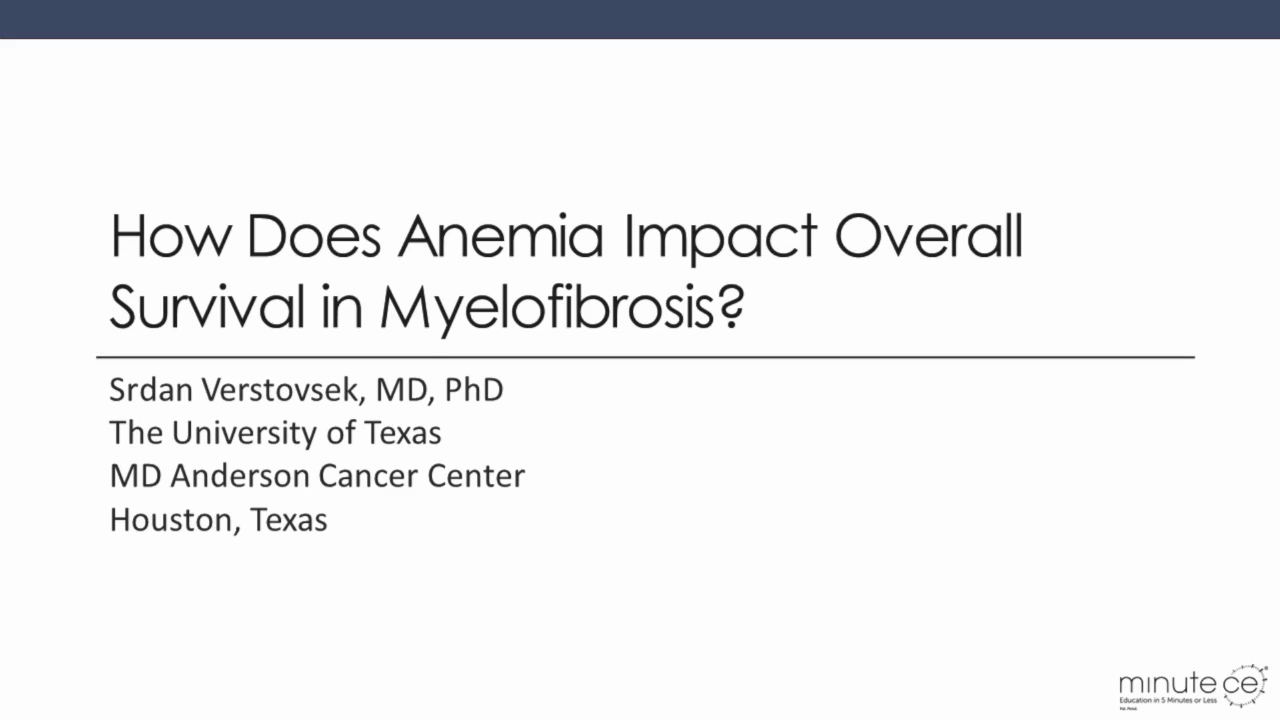 How Does Anemia Impact Overall
Survival in Myelofibrosis?
Srdan Verstovsek, MD, PhD
The University of Texas
MD Anderson Cancer Center
Houston, Texas
minute ce
Education in 5 Minutes or Less